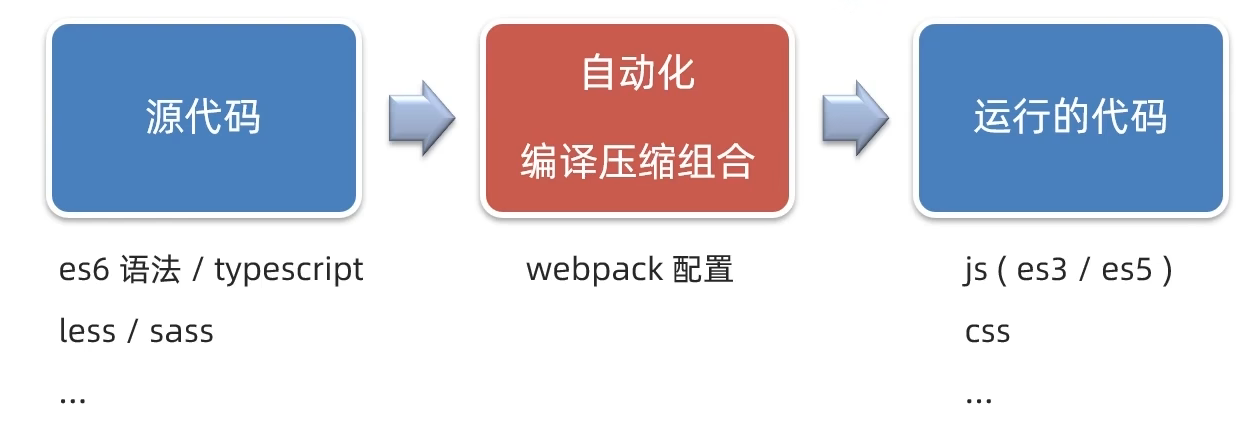 源代码
自动化
编译压缩组合
运行的代码
es6 语法 / typescript
less / sass
...
webpack 配置
js ( es3 / es5 )
css
...